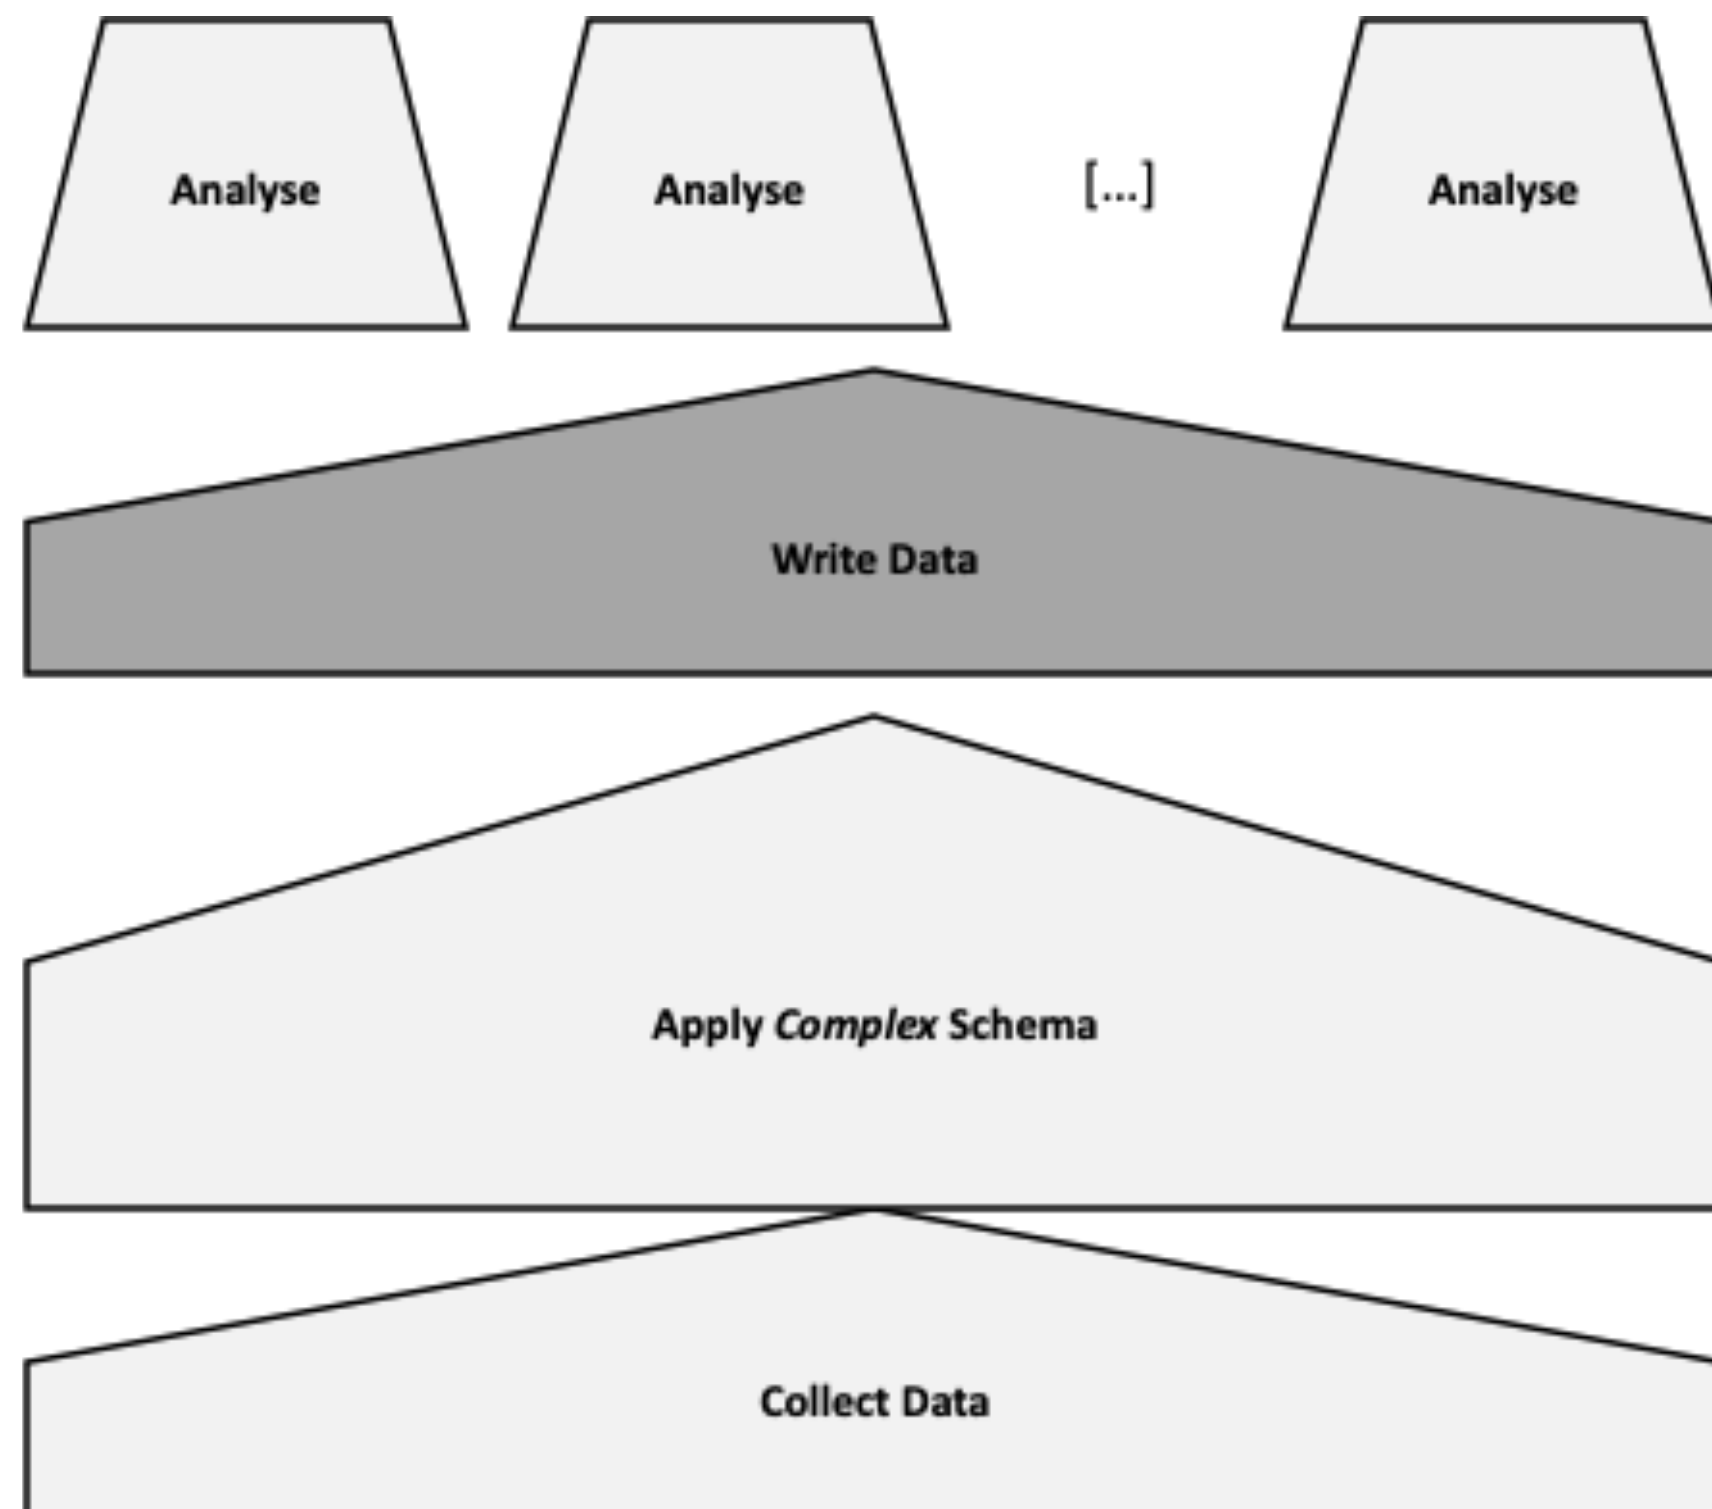 Analyse
Analyse
[...]
Analyse
Write Data
Apply Complex Schema
Collect Data